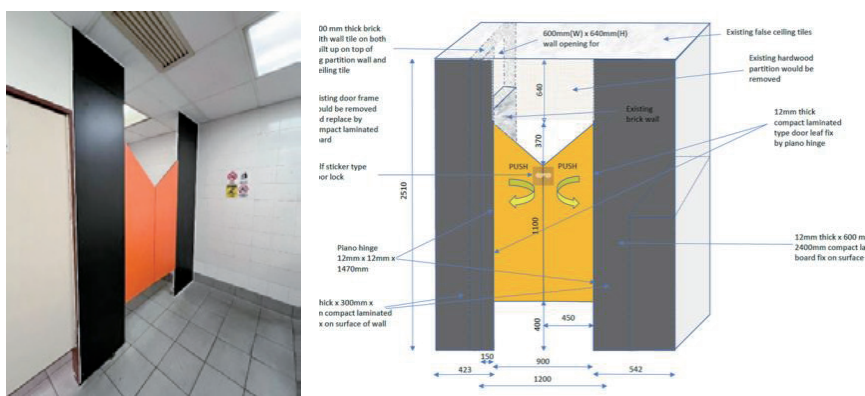 00 mm thick brick
ith wall tile on both
uilt up on top of
g partition wall and
eiling tile
600mm(W) x 640mm(H)
wall opening for
Existing false ceiling tiles
Existing hardwood
partition would be
removed
640
xisting door frame
ould be removed
d replace by
ompact laminated
ard
Existing
brick wall
12mm thick
compact laminated
type door leaf fix
by piano hinge
370
lf sticker type
or lock
PUSH
PUSH
2510
1100
Piano hinge
12mm x 12mm x
1470mm
12mm thick x 600 m
2400mm compact la
board fix on surface
thick x 300mm x
n compact laminated
x on surface of wall
400
450
150
423
900
542
1200